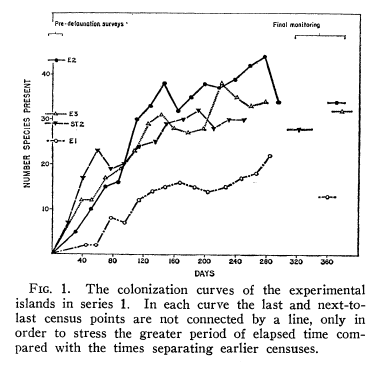 Pre-defaunation surveys
Final monitoring
NUMBER SPECIES PRESENT
E2
E3
ST2
E1
40
30
20
10
0
40
80
120
160
200
240
280
320
360
DAYS
FIG. 1. The colonization curves of the experimental
islands in series 1. In each curve the last and next-to-
last census points are not connected by a line, only in
order to stress the greater period of elapsed time com-
pared with the times separating earlier censuses.